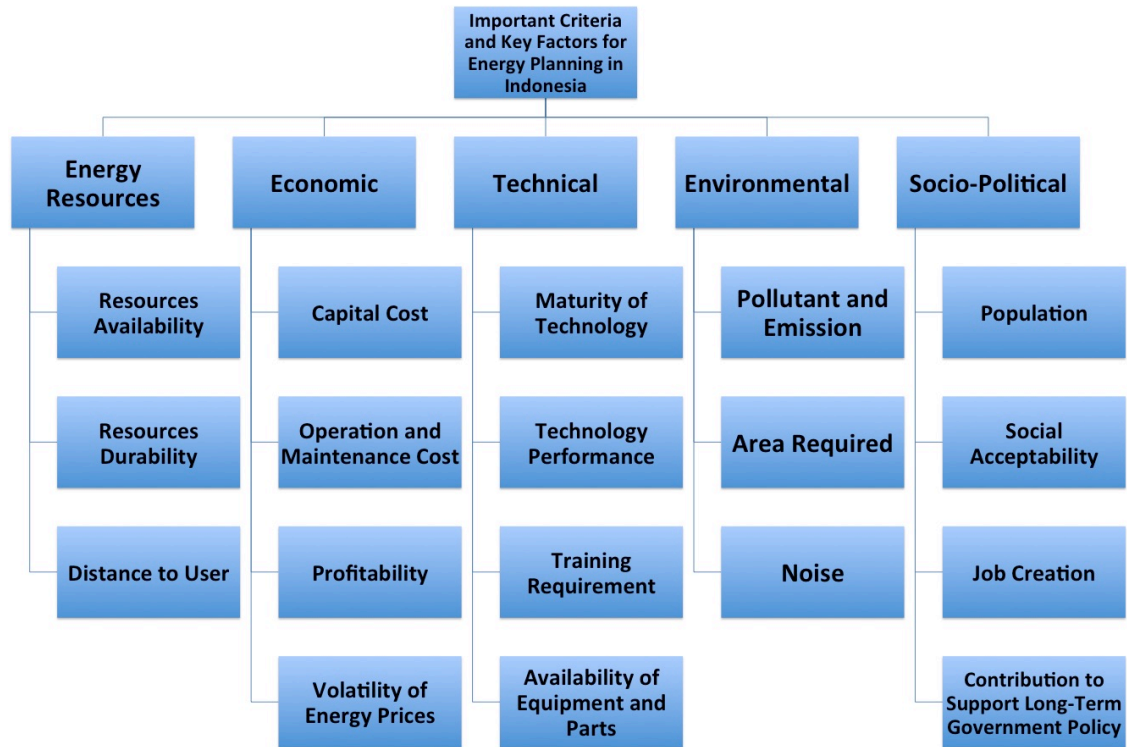 Important Criteria
and Key Factors for
Energy Planning in
Indonesia
Energy
Resources
Economic
Technical
Environmental
Socio-Political
Resources
Availability
Capital Cost
Maturity of
Technology
Pollutant and
Emission
Population
Resources
Durability
Operation and
Maintenance Cost
Technology
Performance
Area Required
Social
Acceptability
Distance to User
Profitability
Training
Requirement
Noise
Job Creation
Volatility of
Energy Prices
Availability of
Equipment and
Parts
Contribution to
Support Long-Term
Government Policy